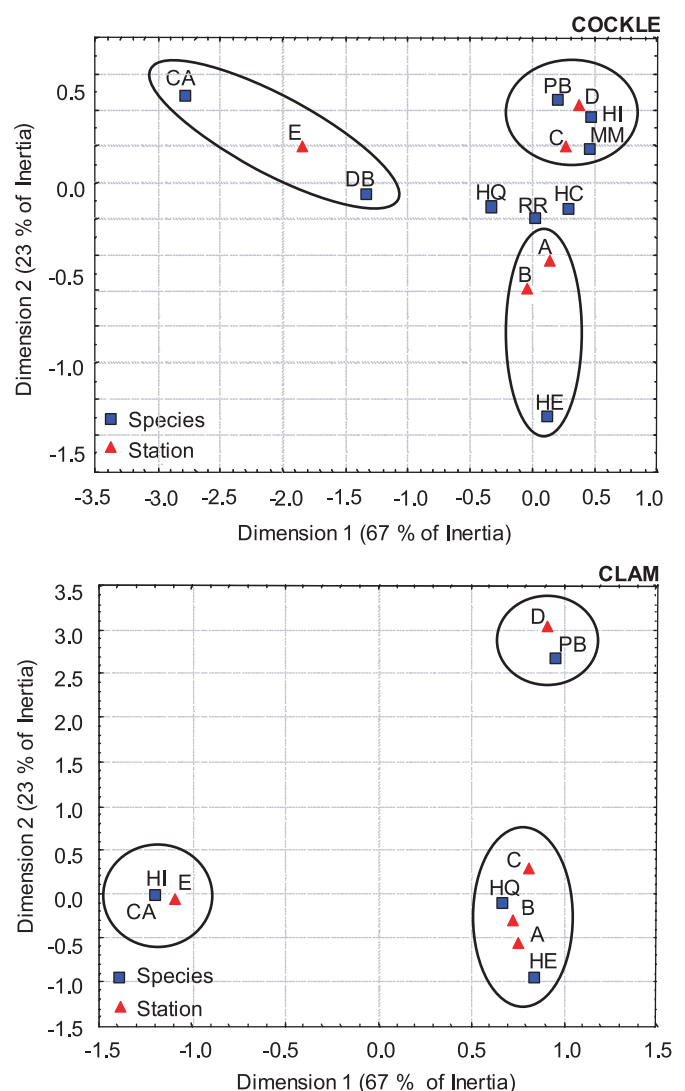 COCKLE
Dimension 2 (23 % of Inertia)
0.5
0.0
-0.5
-1.0
-1.5
CA
E
DB
PB
D
HI
C
MM
HQ
RR
HC
A
B
HE
Species
Station
-3.5 -3.0 -2.5 -2.0 -1.5 -1.0 -0.5 0.0 0.5 1.0
Dimension 1 (67 % of Inertia)
CLAM
Dimension 2 (23 % of Inertia)
3.5
3.0
2.5
2.0
1.5
1.0
0.5
0.0
-0.5
-1.0
-1.5
D
PB
HI
E
CA
C
HQ
B
A
HE
Species
Station
-1.5 -1.0 -0.5 0.0 0.5 1.0 1.5
Dimension 1 (67 % of Inertia)